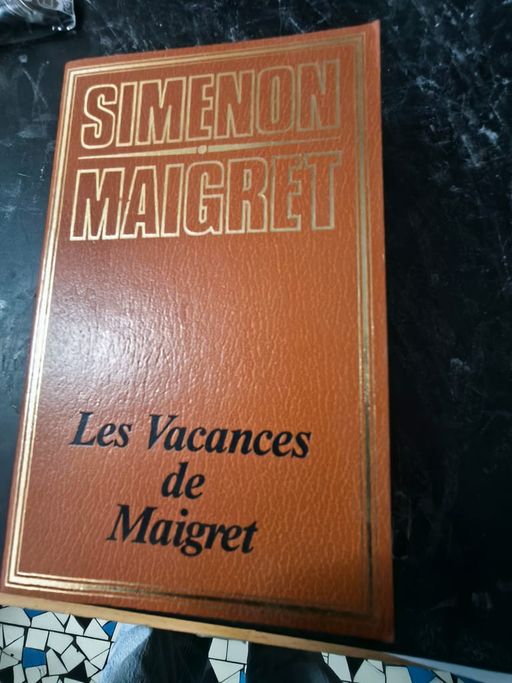 SIMENON
MAIGRET
Les Vacances
de
Maigret